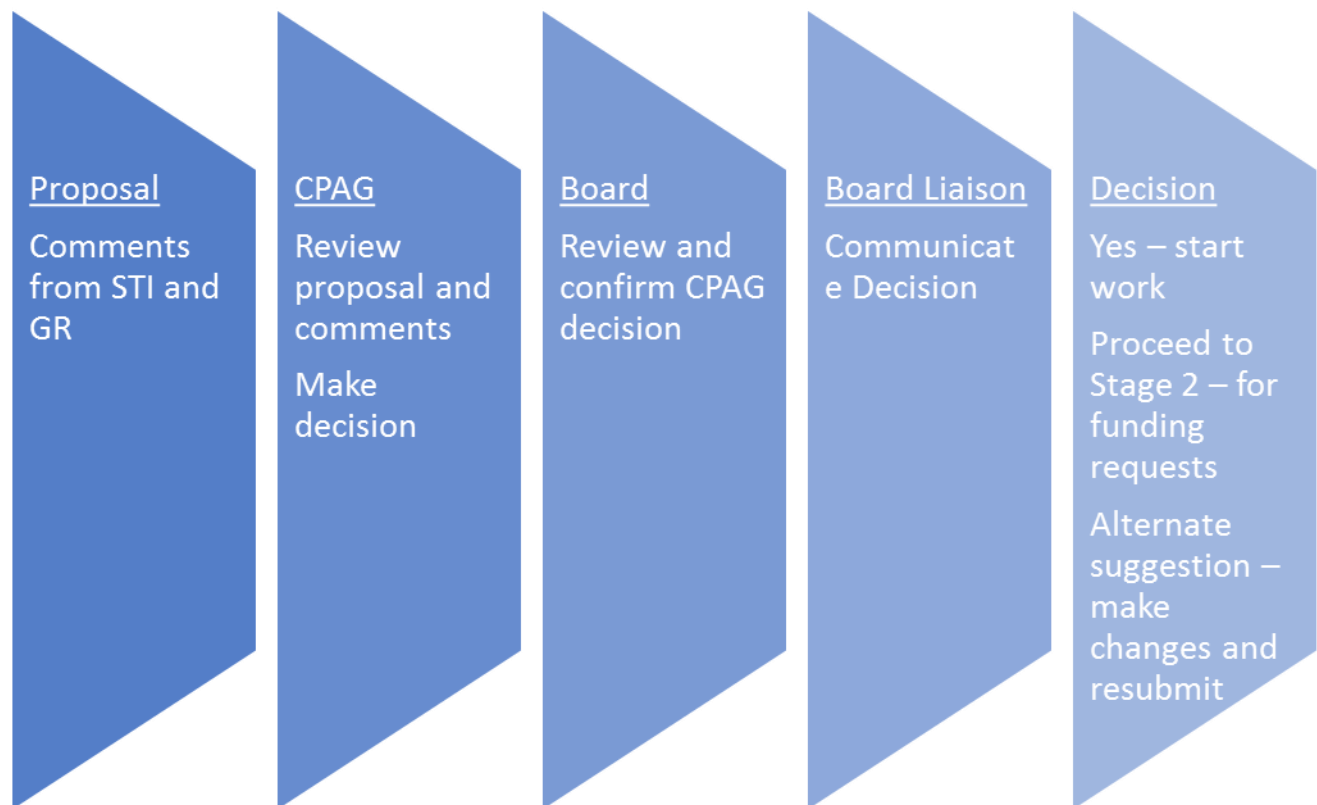 Proposal
Comments
from STI and
GR
CPAG
Review
proposal and
comments
Make
decision
Board
Review and
confirm CPAG
decision
Board Liaison
Communicat
e Decision
Decision
Yes – start
work
Proceed to
Stage 2 – for
funding
requests
Alternate
suggestion –
make
changes and
resubmit